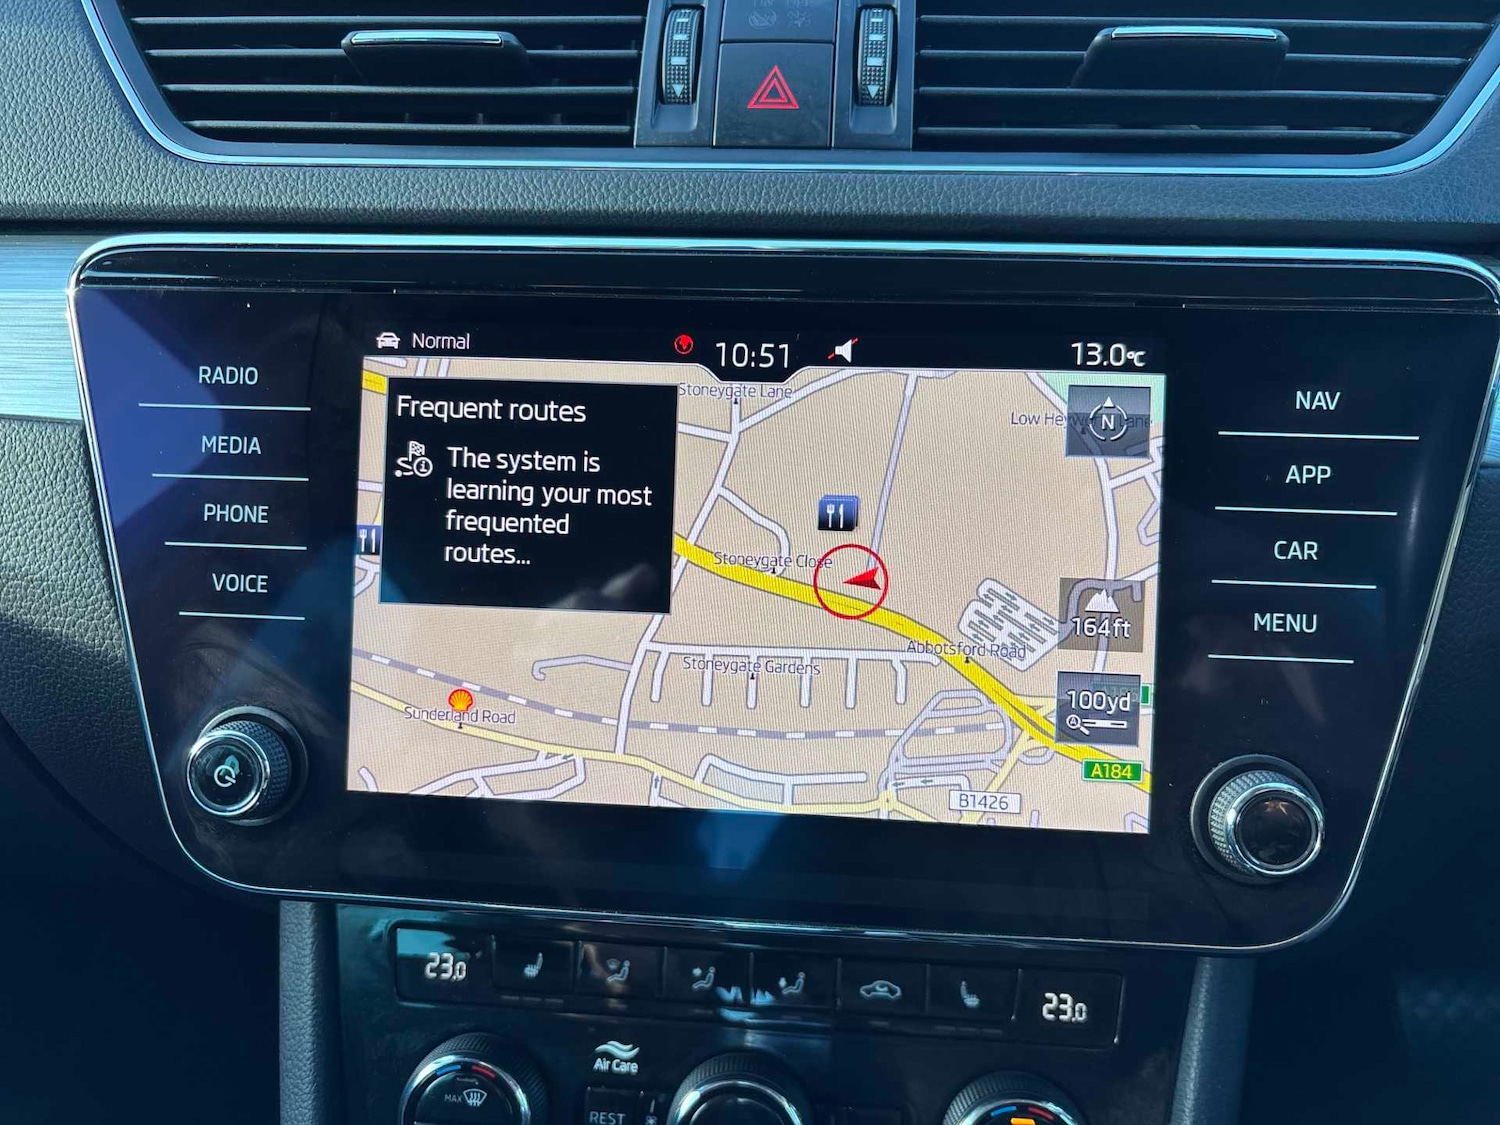 Normal
10:51
13.0°C
RADIO
MEDIA
PHONE
VOICE
NAV
APP
CAR
MENU
Frequent routes
The system is
learning your most
frequented
routes...
Stoneygate Lane
N
Stoneygate Close
164ft
Abbotsford Road
Stoneygate Gardens
100yd
Sunderland Road
A184
B1426
23.0
23.0
Air Care
MAX
REST